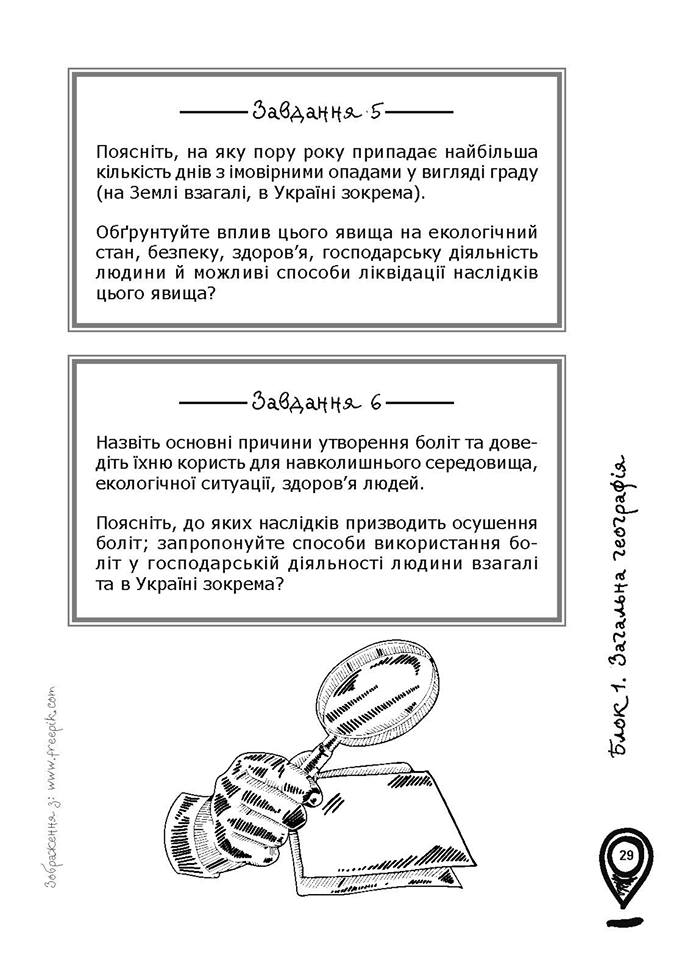 Завдання 5
Поясніть, на яку пору року припадає найбільша
кількість днів з імовірними опадами у вигляді граду
(на Землі взагалі, в Україні зокрема).
Обґрунтуйте вплив цього явища на екологічний
стан, безпеку, здоров’я, господарську діяльність
людини й можливі способи ліквідації наслідків
цього явища?
Завдання 6
Назвіть основні причини утворення боліт та дове-
діть їхню користь для навколишнього середовища,
екологічної ситуації, здоров’я людей.
Поясніть, до яких наслідків призводить осушення
боліт; запропонуйте способи використання бо-
літ у господарській діяльності людини взагалі
та в Україні зокрема?
Зображення з: www.freepik.com
Блок 1. Загальна географія
29